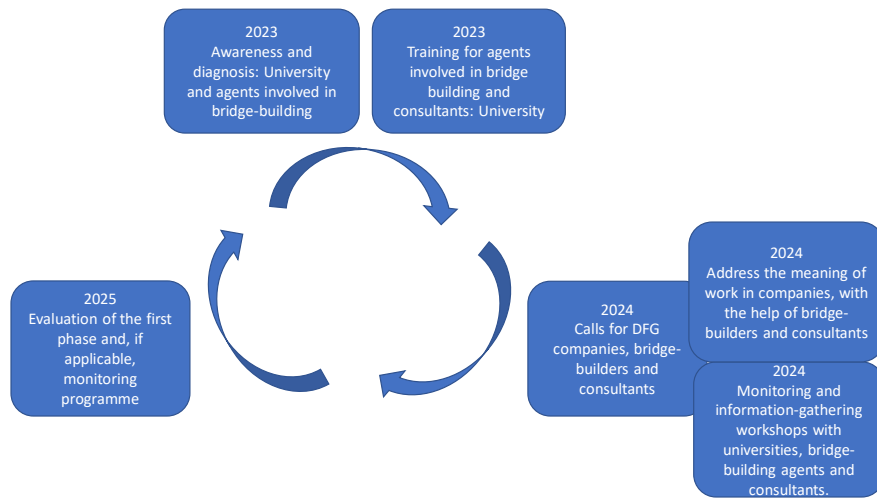 2023
Awareness and
diagnosis: University
and agents involved in
bridge-building
2023
Training for agents
involved in bridge
building and
consultants: University
2024
Address the meaning of
work in companies, with
the help of bridge-
builders and consultants
2024
Calls for DFG
companies, bridge-
builders and
consultants
2024
Monitoring and
information-gathering
workshops with
universities, bridge-
building agents and
consultants.
2025
Evaluation of the first
phase and, if
applicable,
monitoring
programme